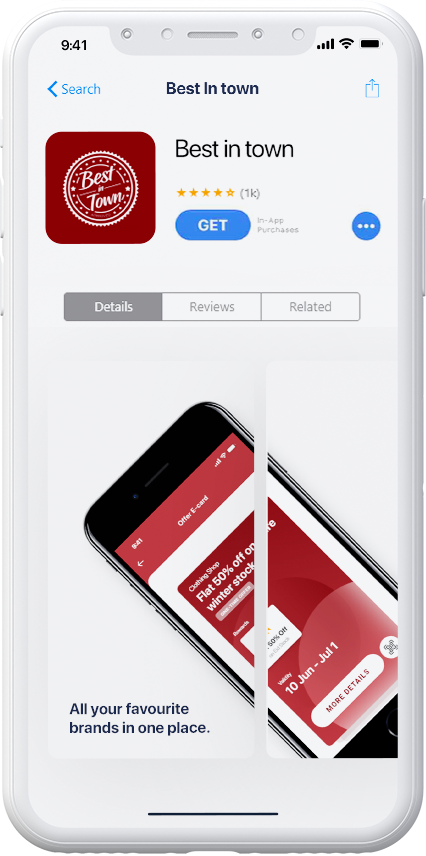 9:41
Search
Best In town
Best
in
Town
Best in town
(1k)
GET
In-App
Purchases
Details
Reviews
Related
9:41
Offer E-card
Clothing Shop
Flat 50% off on
winter stock
Rewards
50% Off
Validity
10 Jun - Jul 1
MORE DETAILS
All your favourite
brands in one place.